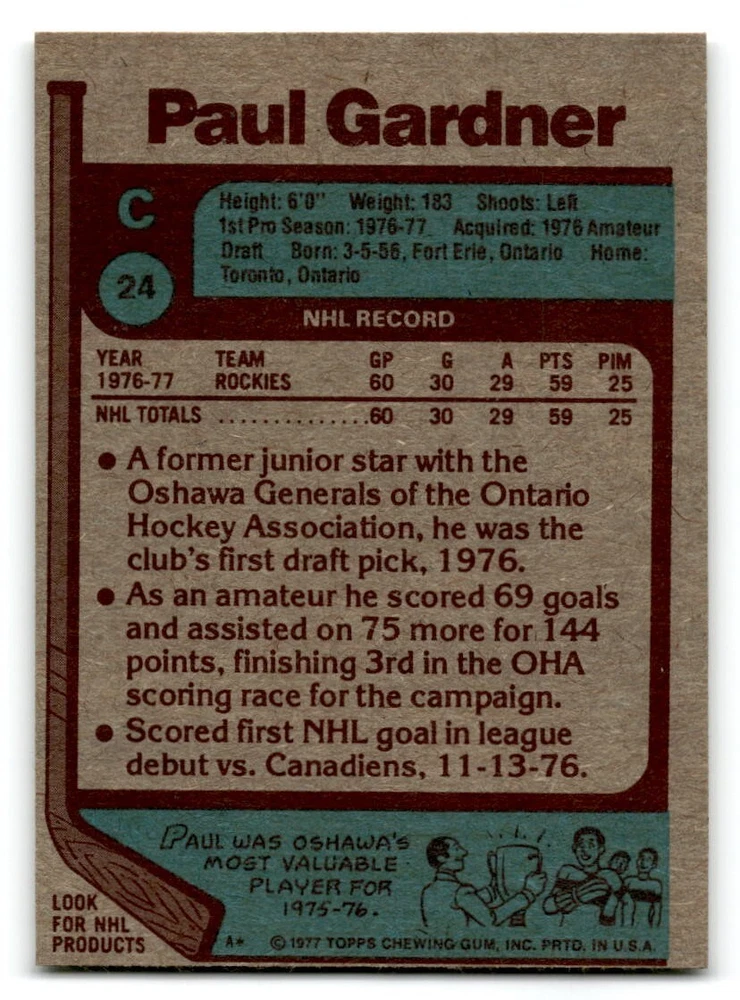 Paul Gardner
C
24
Height: 6'0" Weight: 183 Shoots: Left
1st Pro Season: 1976-77 Acquired: 1976 Amateur
Draft Born: 3-5-56, Fort Erie, Ontario Home:
Toronto, Ontario
NHL RECORD
YEAR TEAM GP G A PTS PIM
1976-77 ROCKIES 60 30 29 59 25
NHL TOTALS ..............60 30 29 59 25
● A former junior star with the
Oshawa Generals of the Ontario
Hockey Association, he was the
club's first draft pick, 1976.
● As an amateur he scored 69 goals
and assisted on 75 more for 144
points, finishing 3rd in the OHA
scoring race for the campaign.
● Scored first NHL goal in league
debut vs. Canadiens, 11-13-76.
PAUL WAS OSHAWA'S
MOST VALUABLE
PLAYER FOR
1975-76.
LOOK
FOR NHL
PRODUCTS
A* © 1977 TOPPS CHEWING GUM, INC. PRTD. IN U.S.A.